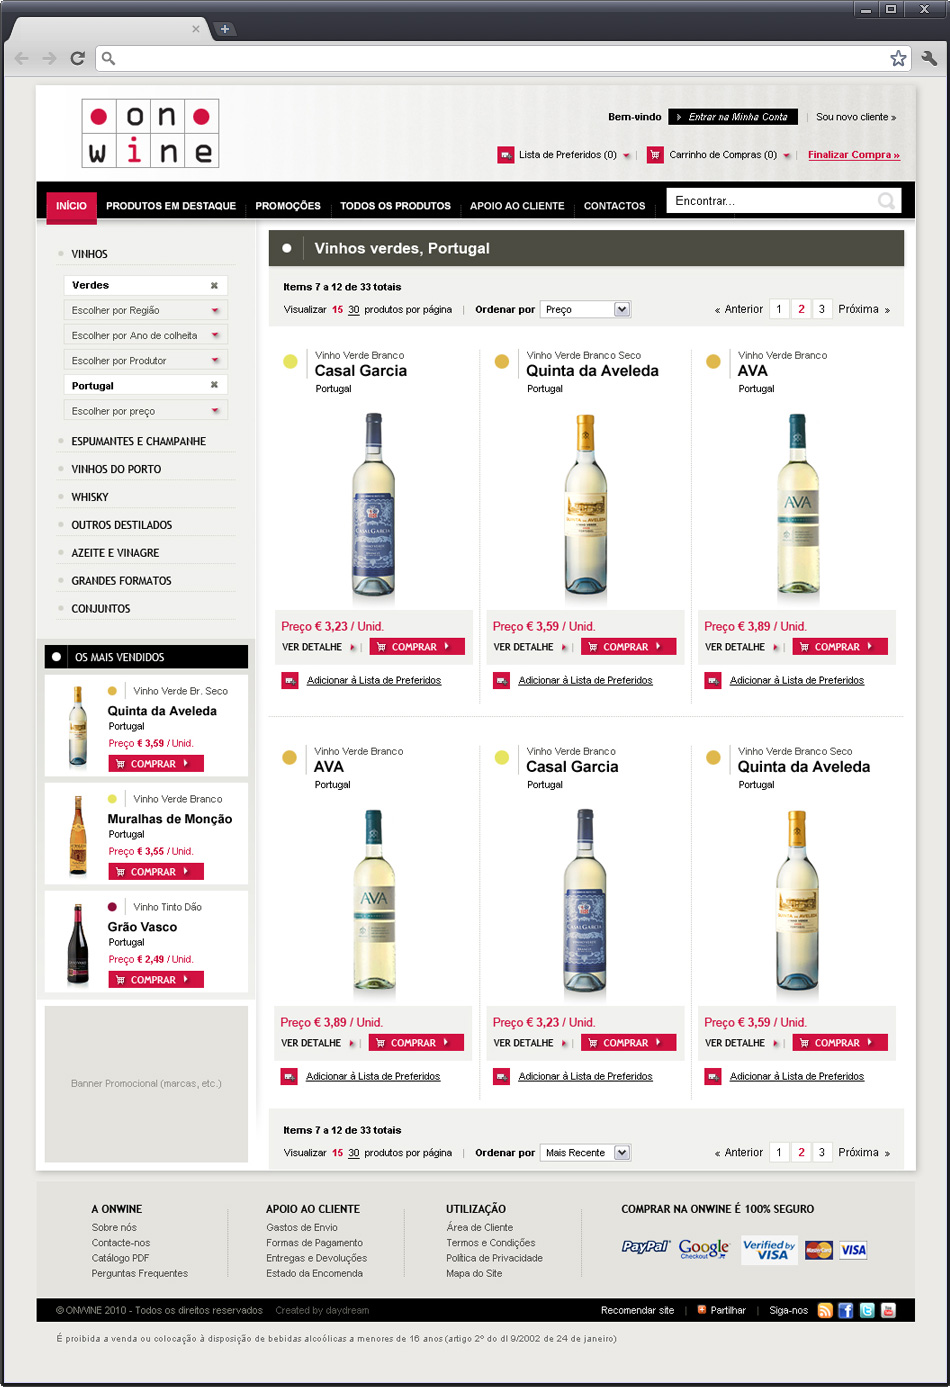 on
wine
Bem-vindo Entrar na Minha Conta | Sou novo cliente »
Lista de Preferidos (0) | Carrinho de Compras (0) | Finalizar Compra »
INÍCIO PRODUTOS EM DESTAQUE PROMOÇÕES TODOS OS PRODUTOS APOIO AO CLIENTE CONTACTOS Encontrar...
VINHOS
Verdes ×
Escolher por Região
Escolher por Ano de colheita
Escolher por Produtor
Portugal ×
Escolher por preço
ESPUMANTES E CHAMPANHE
VINHOS DO PORTO
WHISKY
OUTROS DESTILADOS
AZEITE E VINAGRE
GRANDES FORMATOS
CONJUNTOS
OS MAIS VENDIDOS
Vinho Verde Br. Seco
Quinta da Aveleda
Portugal
Preço € 3,59 / Unid.
COMPRAR
Vinho Verde Branco
Muralhas de Monção
Portugal
Preço € 3,55 / Unid.
COMPRAR
Vinho Tinto Dão
Grão Vasco
Portugal
Preço € 2,49 / Unid.
COMPRAR
Banner Promocional (marcas, etc.)
Vinhos verdes, Portugal
Items 7 a 12 de 33 totais
Visualizar 15 30 produtos por página | Ordenar por Preço « Anterior 1 2 3 Próxima »
Vinho Verde Branco
Casal Garcia
Portugal
CASAL GARCIA
Preço € 3,23 / Unid.
VER DETALHE | COMPRAR
Adicionar à Lista de Preferidos
Vinho Verde Branco Seco
Quinta da Aveleda
Portugal
QUINTA DA AVELEDA
Preço € 3,59 / Unid.
VER DETALHE | COMPRAR
Adicionar à Lista de Preferidos
Vinho Verde Branco
AVA
Portugal
AVA
Preço € 3,89 / Unid.
VER DETALHE | COMPRAR
Adicionar à Lista de Preferidos
Vinho Verde Branco
AVA
Portugal
AVA
Preço € 3,89 / Unid.
VER DETALHE | COMPRAR
Adicionar à Lista de Preferidos
Vinho Verde Branco
Casal Garcia
Portugal
CASAL GARCIA
Preço € 3,23 / Unid.
VER DETALHE | COMPRAR
Adicionar à Lista de Preferidos
Vinho Verde Branco Seco
Quinta da Aveleda
Portugal
QUINTA DA AVELEDA
Preço € 3,59 / Unid.
VER DETALHE | COMPRAR
Adicionar à Lista de Preferidos
Items 7 a 12 de 33 totais
Visualizar 15 30 produtos por página | Ordenar por Mais Recente « Anterior 1 2 3 Próxima »
A ONWINE
Sobre nós
Contacte-nos
Catálogo PDF
Perguntas Frequentes
APOIO AO CLIENTE
Gastos de Envio
Formas de Pagamento
Entregas e Devoluções
Estado da Encomenda
UTILIZAÇÃO
Área de Cliente
Termos e Condições
Política de Privacidade
Mapa do Site
COMPRAR NA ONWINE É 100% SEGURO
PayPal Google Checkout Verified by VISA MasterCard VISA
© ONWINE 2010 - Todos os direitos reservados Created by daydream Recomendar site | Partilhar | Siga-nos
É proibida a venda ou colocação à disposição de bebidas alcoólicas a menores de 16 anos (artigo 2º do dl 9/2002 de 24 de janeiro)